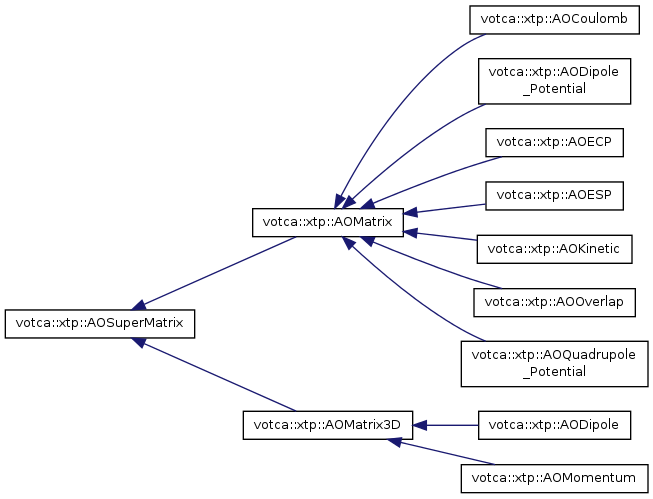 votca::xtp::AOCoulomb
votca::xtp::AODipole
_Potential
votca::xtp::AOECP
votca::xtp::AOESP
votca::xtp::AOMatrix
votca::xtp::AOKinetic
votca::xtp::AOOverlap
votca::xtp::AOSuperMatrix
votca::xtp::AOQuadrupole
_Potential
votca::xtp::AOMatrix3D
votca::xtp::AODipole
votca::xtp::AOMomentum